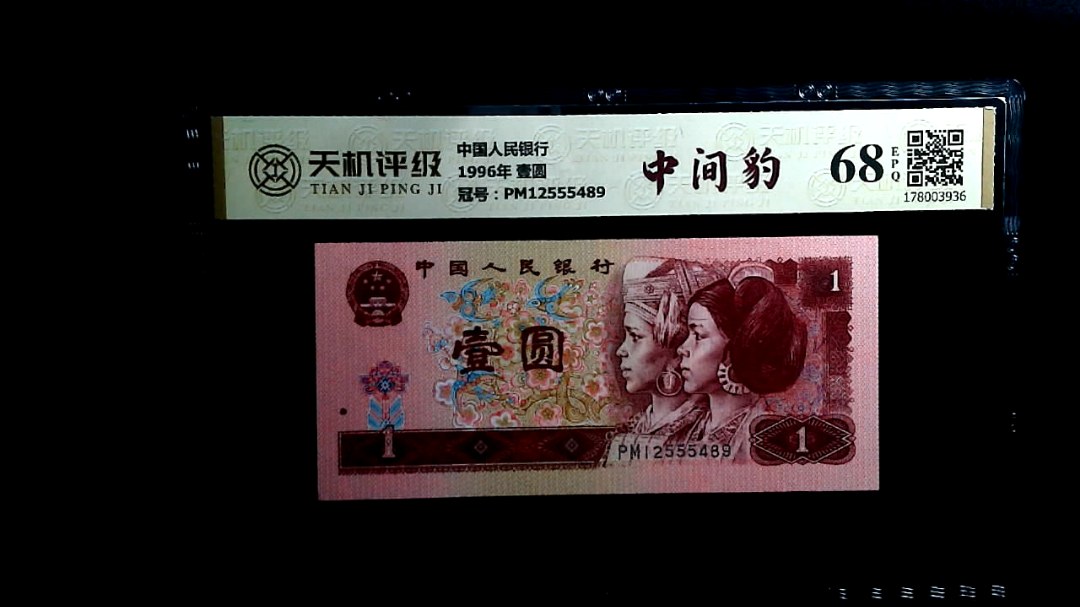 天机评级
TIAN JI PING JI
中国人民银行
1996年 壹圆
冠号：PM12555489
中间豹
68
EPQ
178003936
中国人民银行
1
壹圆
1
PM12555489
1